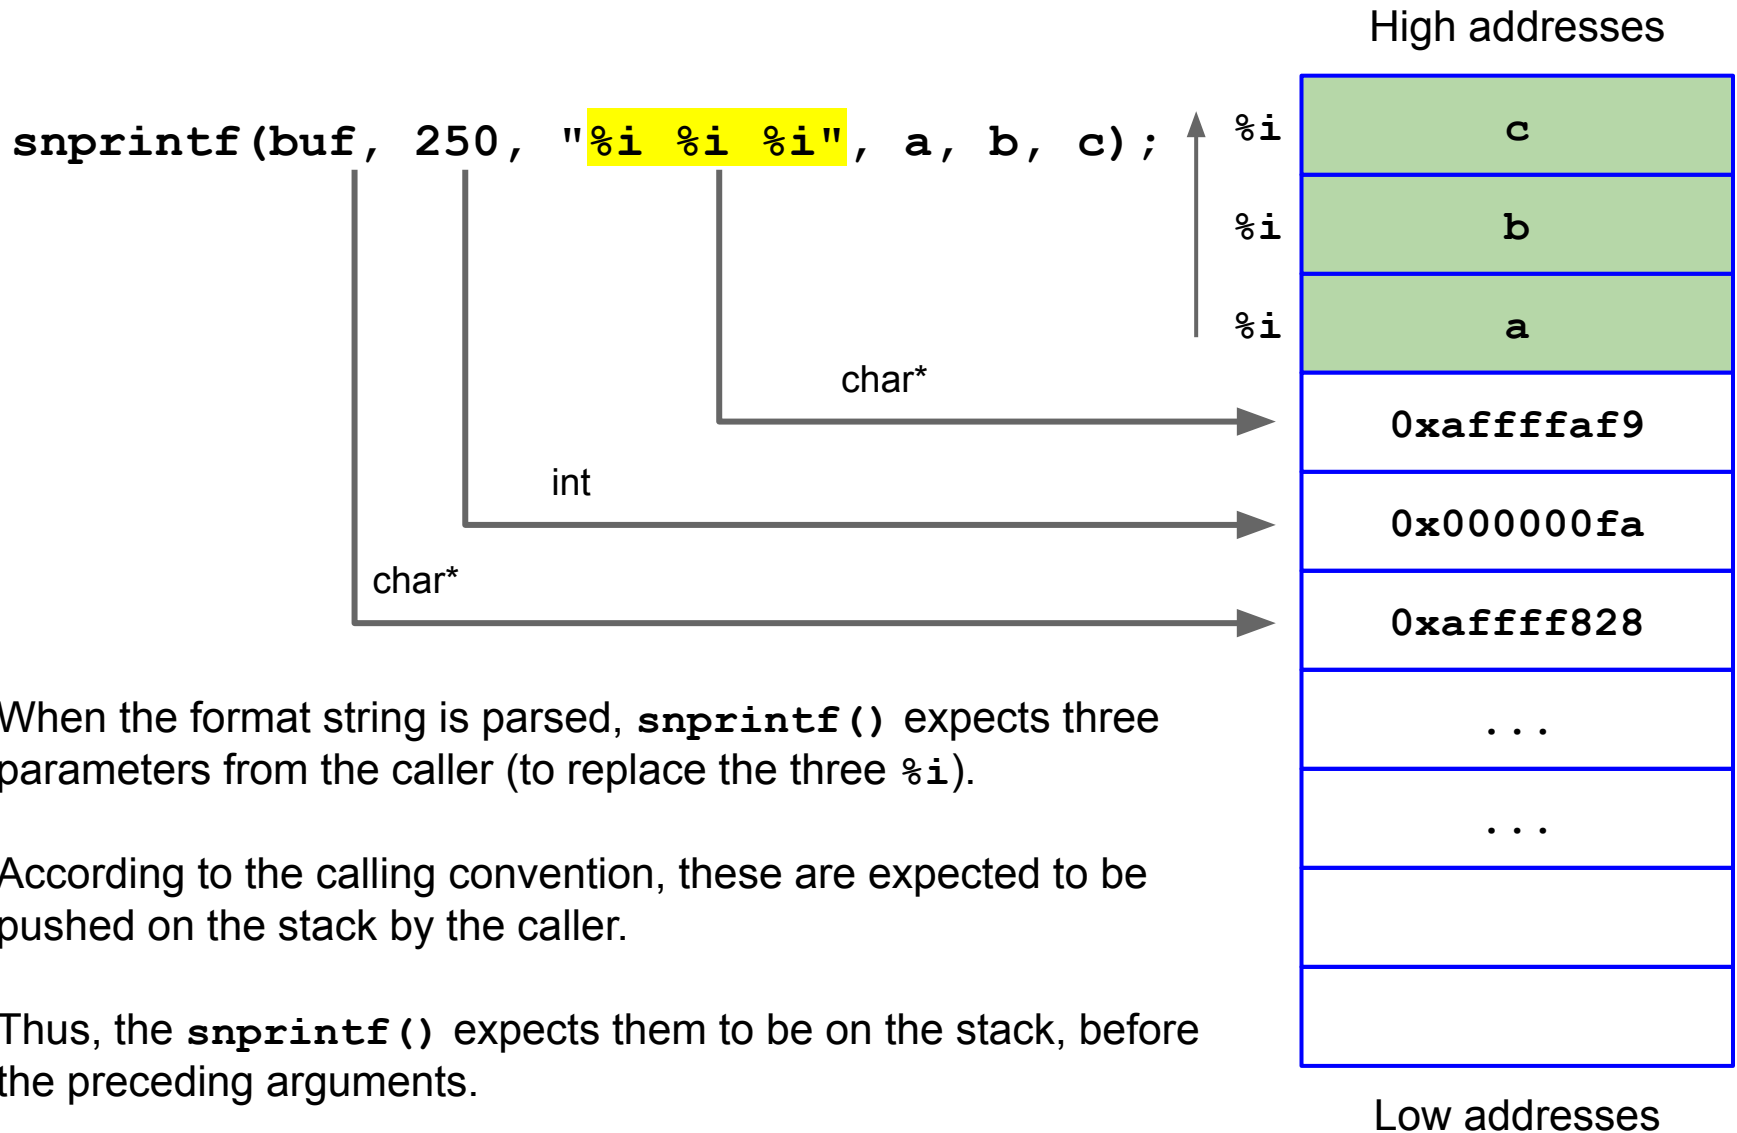 High addresses
snprintf(buf, 250, "%i %i %i", a, b, c);
%i c
%i b
%i a
char*
0xaffffaf9
int
0x000000fa
char*
0xaffff828
When the format string is parsed, snprintf() expects three
...
parameters from the caller (to replace the three %i).
...
According to the calling convention, these are expected to be
pushed on the stack by the caller.
Thus, the snprintf() expects them to be on the stack, before
the preceding arguments.
Low addresses